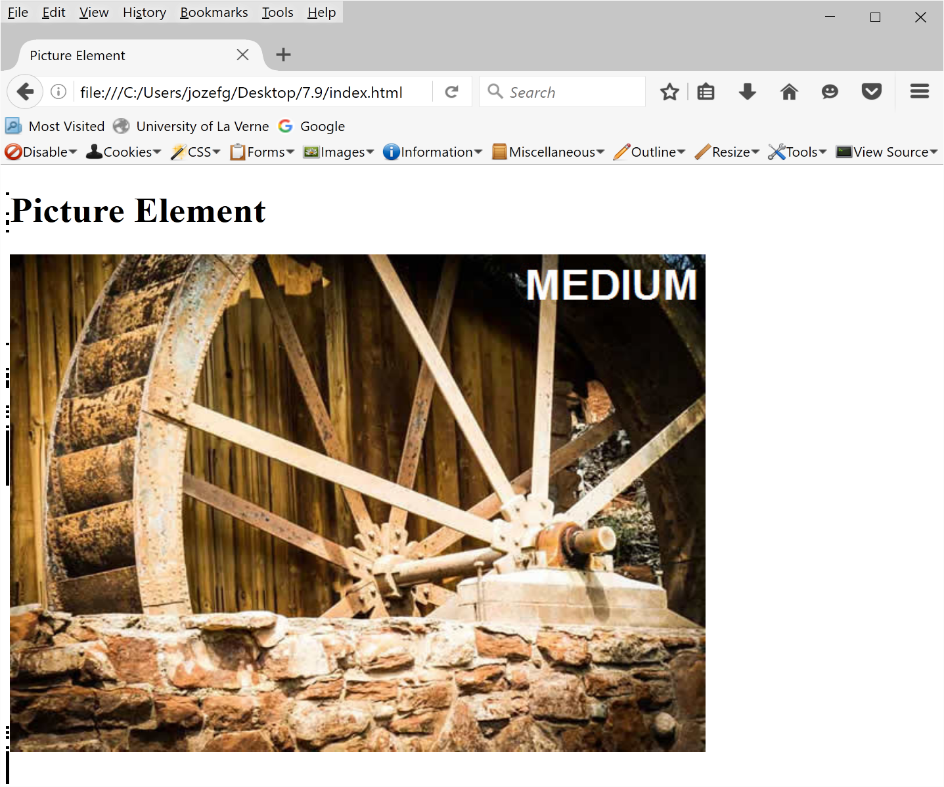 File Edit View History Bookmarks Tools Help
Picture Element
file:///C:/Users/jozefg/Desktop/7.9/index.html Search
Most Visited University of La Verne Google
Disable Cookies CSS Forms Images Information Miscellaneous Outline Resize Tools View Source
Picture Element
MEDIUM